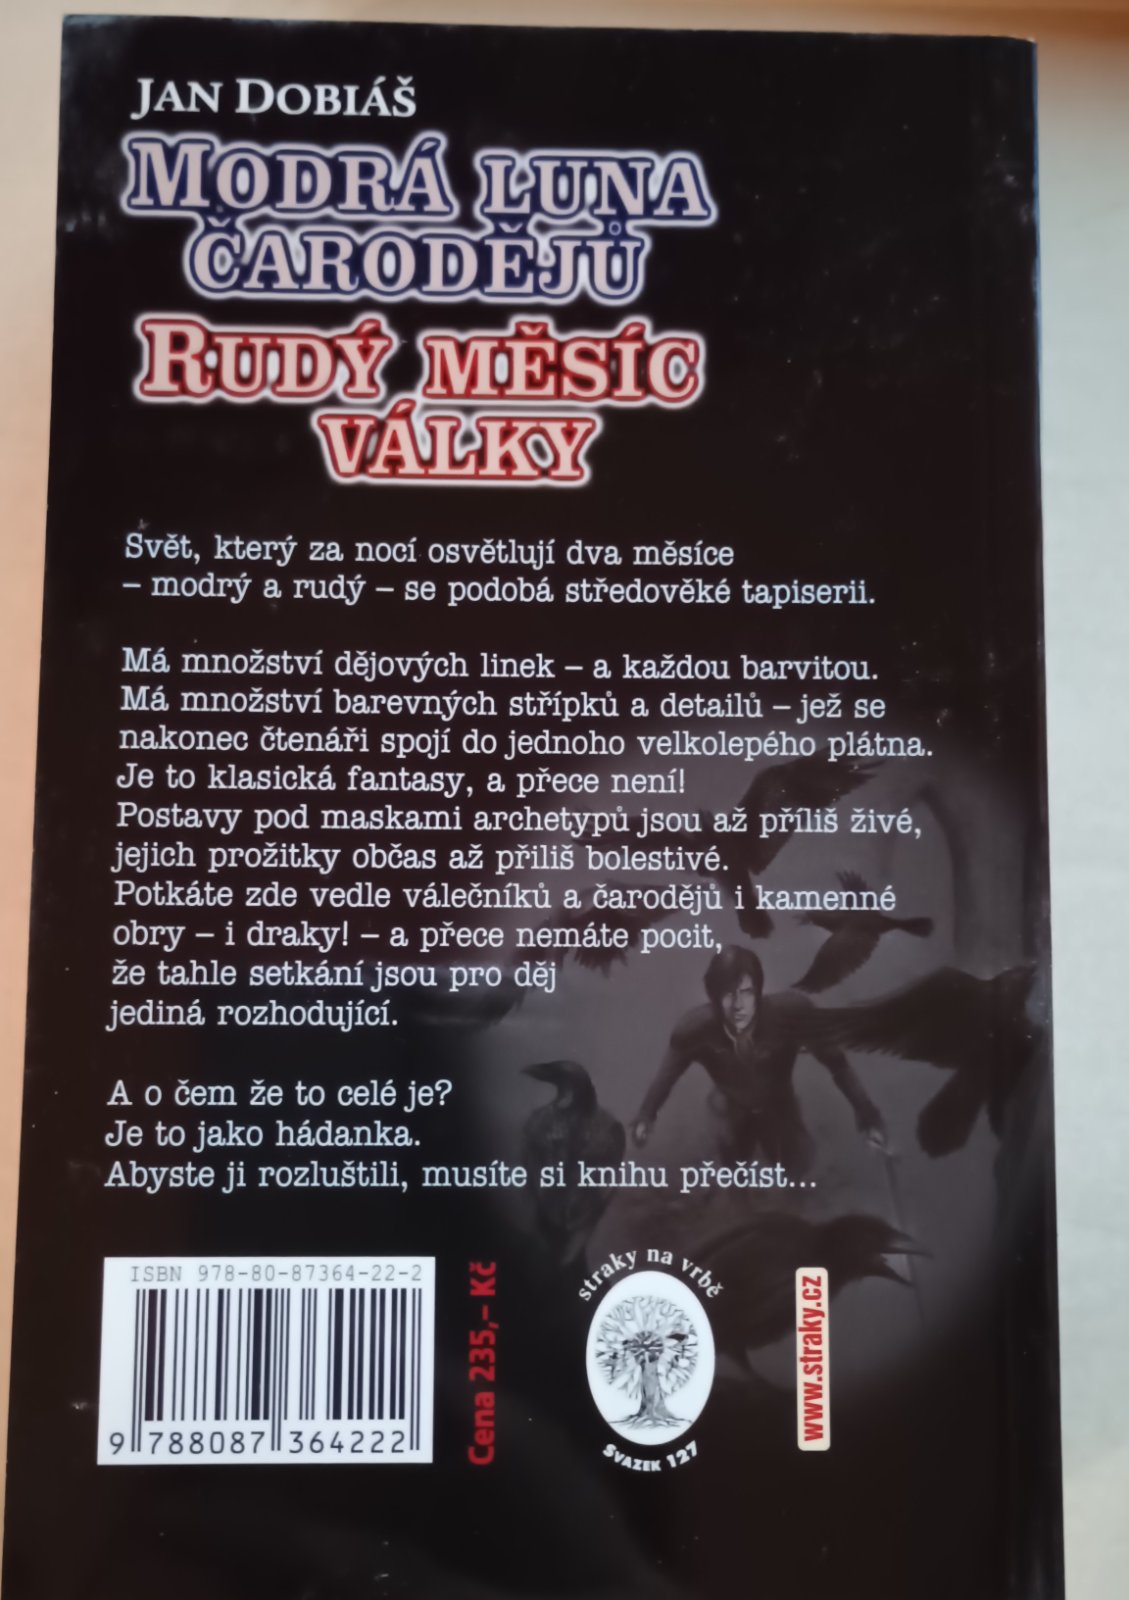 JAN DOBIÁŠ
MODRÁ LUNA
ČARODĚJŮ
RUDÝ MĚSÍC
VÁLKY
Svět, který za nocí osvětlují dva měsíce
– modrý a rudý – se podobá středověké tapiserii.
Má množství dějových linek – a každou barvitou.
Má množství barevných střípků a detailů – jež se
nakonec čtenáři spojí do jednoho velkolepého plátna.
Je to klasická fantasy, a přece není!
Postavy pod maskami archetypů jsou až příliš živé,
jejich prožitky občas až přiliš bolestivé.
Potkáte zde vedle válečníků a čarodějů i kamenné
obry – i draky! – a přece nemáte pocit,
že tahle setkání jsou pro děj
jediná rozhodující.
A o čem že to celé je?
Je to jako hádanka.
Abyste ji rozluštili, musíte si knihu přečíst...
ISBN 978-80-87364-22-2
9 788087 364222
Cena 235,- Kč
straky na vrbě
SVAZEK 127
www.straky.cz